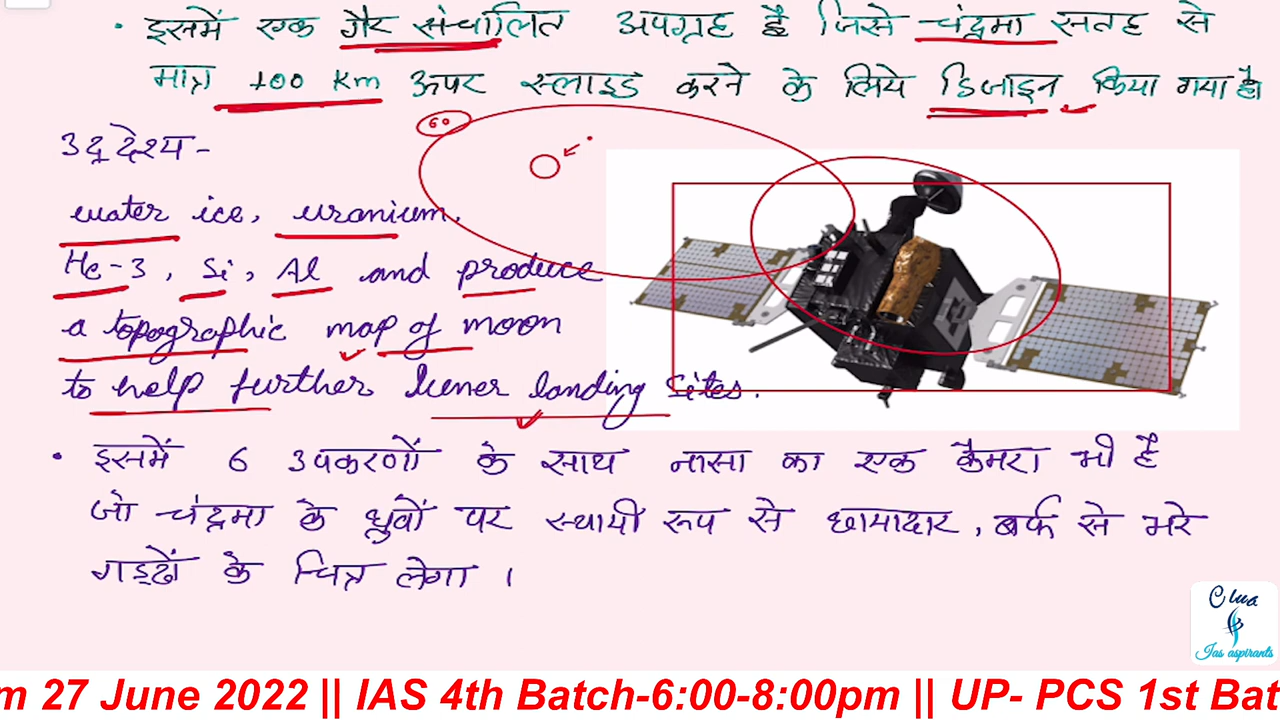 · इसमें एक गैर संचालित अपग्रह है जिसे चंद्रमा सतह से
मात्र 100 Km ऊपर स्लाइड करने के लिये डिजाइन किया गया है।
60
उद्देश्य-
water ice, uranium,
He-3, Si, Al and produce
a topographic map of moon
to help further luner landing sites.
· इसमें 6 उपकरणों के साथ नासा का एक कैमरा भी है
जो चंद्रमा के ध्रुवों पर स्थायी रूप से छायादार, बर्फ से भरे
गड्ढों के चित्र लेगा ।
Clua
Ias aspirants
m 27 June 2022 || IAS 4th Batch-6:00-8:00pm || UP- PCS 1st Bat